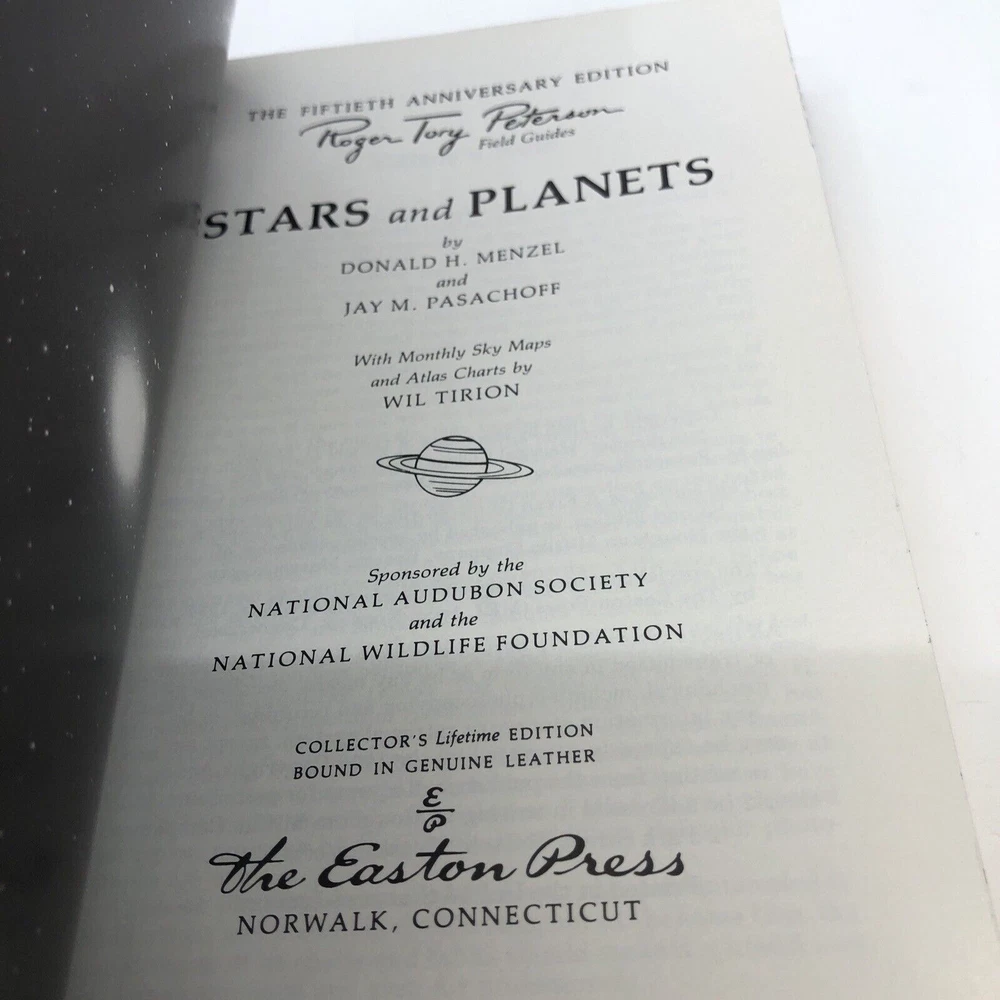 THE FIFTIETH ANNIVERSARY EDITION
Roger Tory Peterson
Field Guides
STARS and PLANETS
by
DONALD H. MENZEL
and
JAY M. PASACHOFF
With Monthly Sky Maps
and Atlas Charts by
WIL TIRION
Sponsored by the
NATIONAL AUDUBON SOCIETY
and the
NATIONAL WILDLIFE FOUNDATION
COLLECTOR'S Lifetime EDITION
BOUND IN GENUINE LEATHER
E
P
The Easton Press
NORWALK, CONNECTICUT